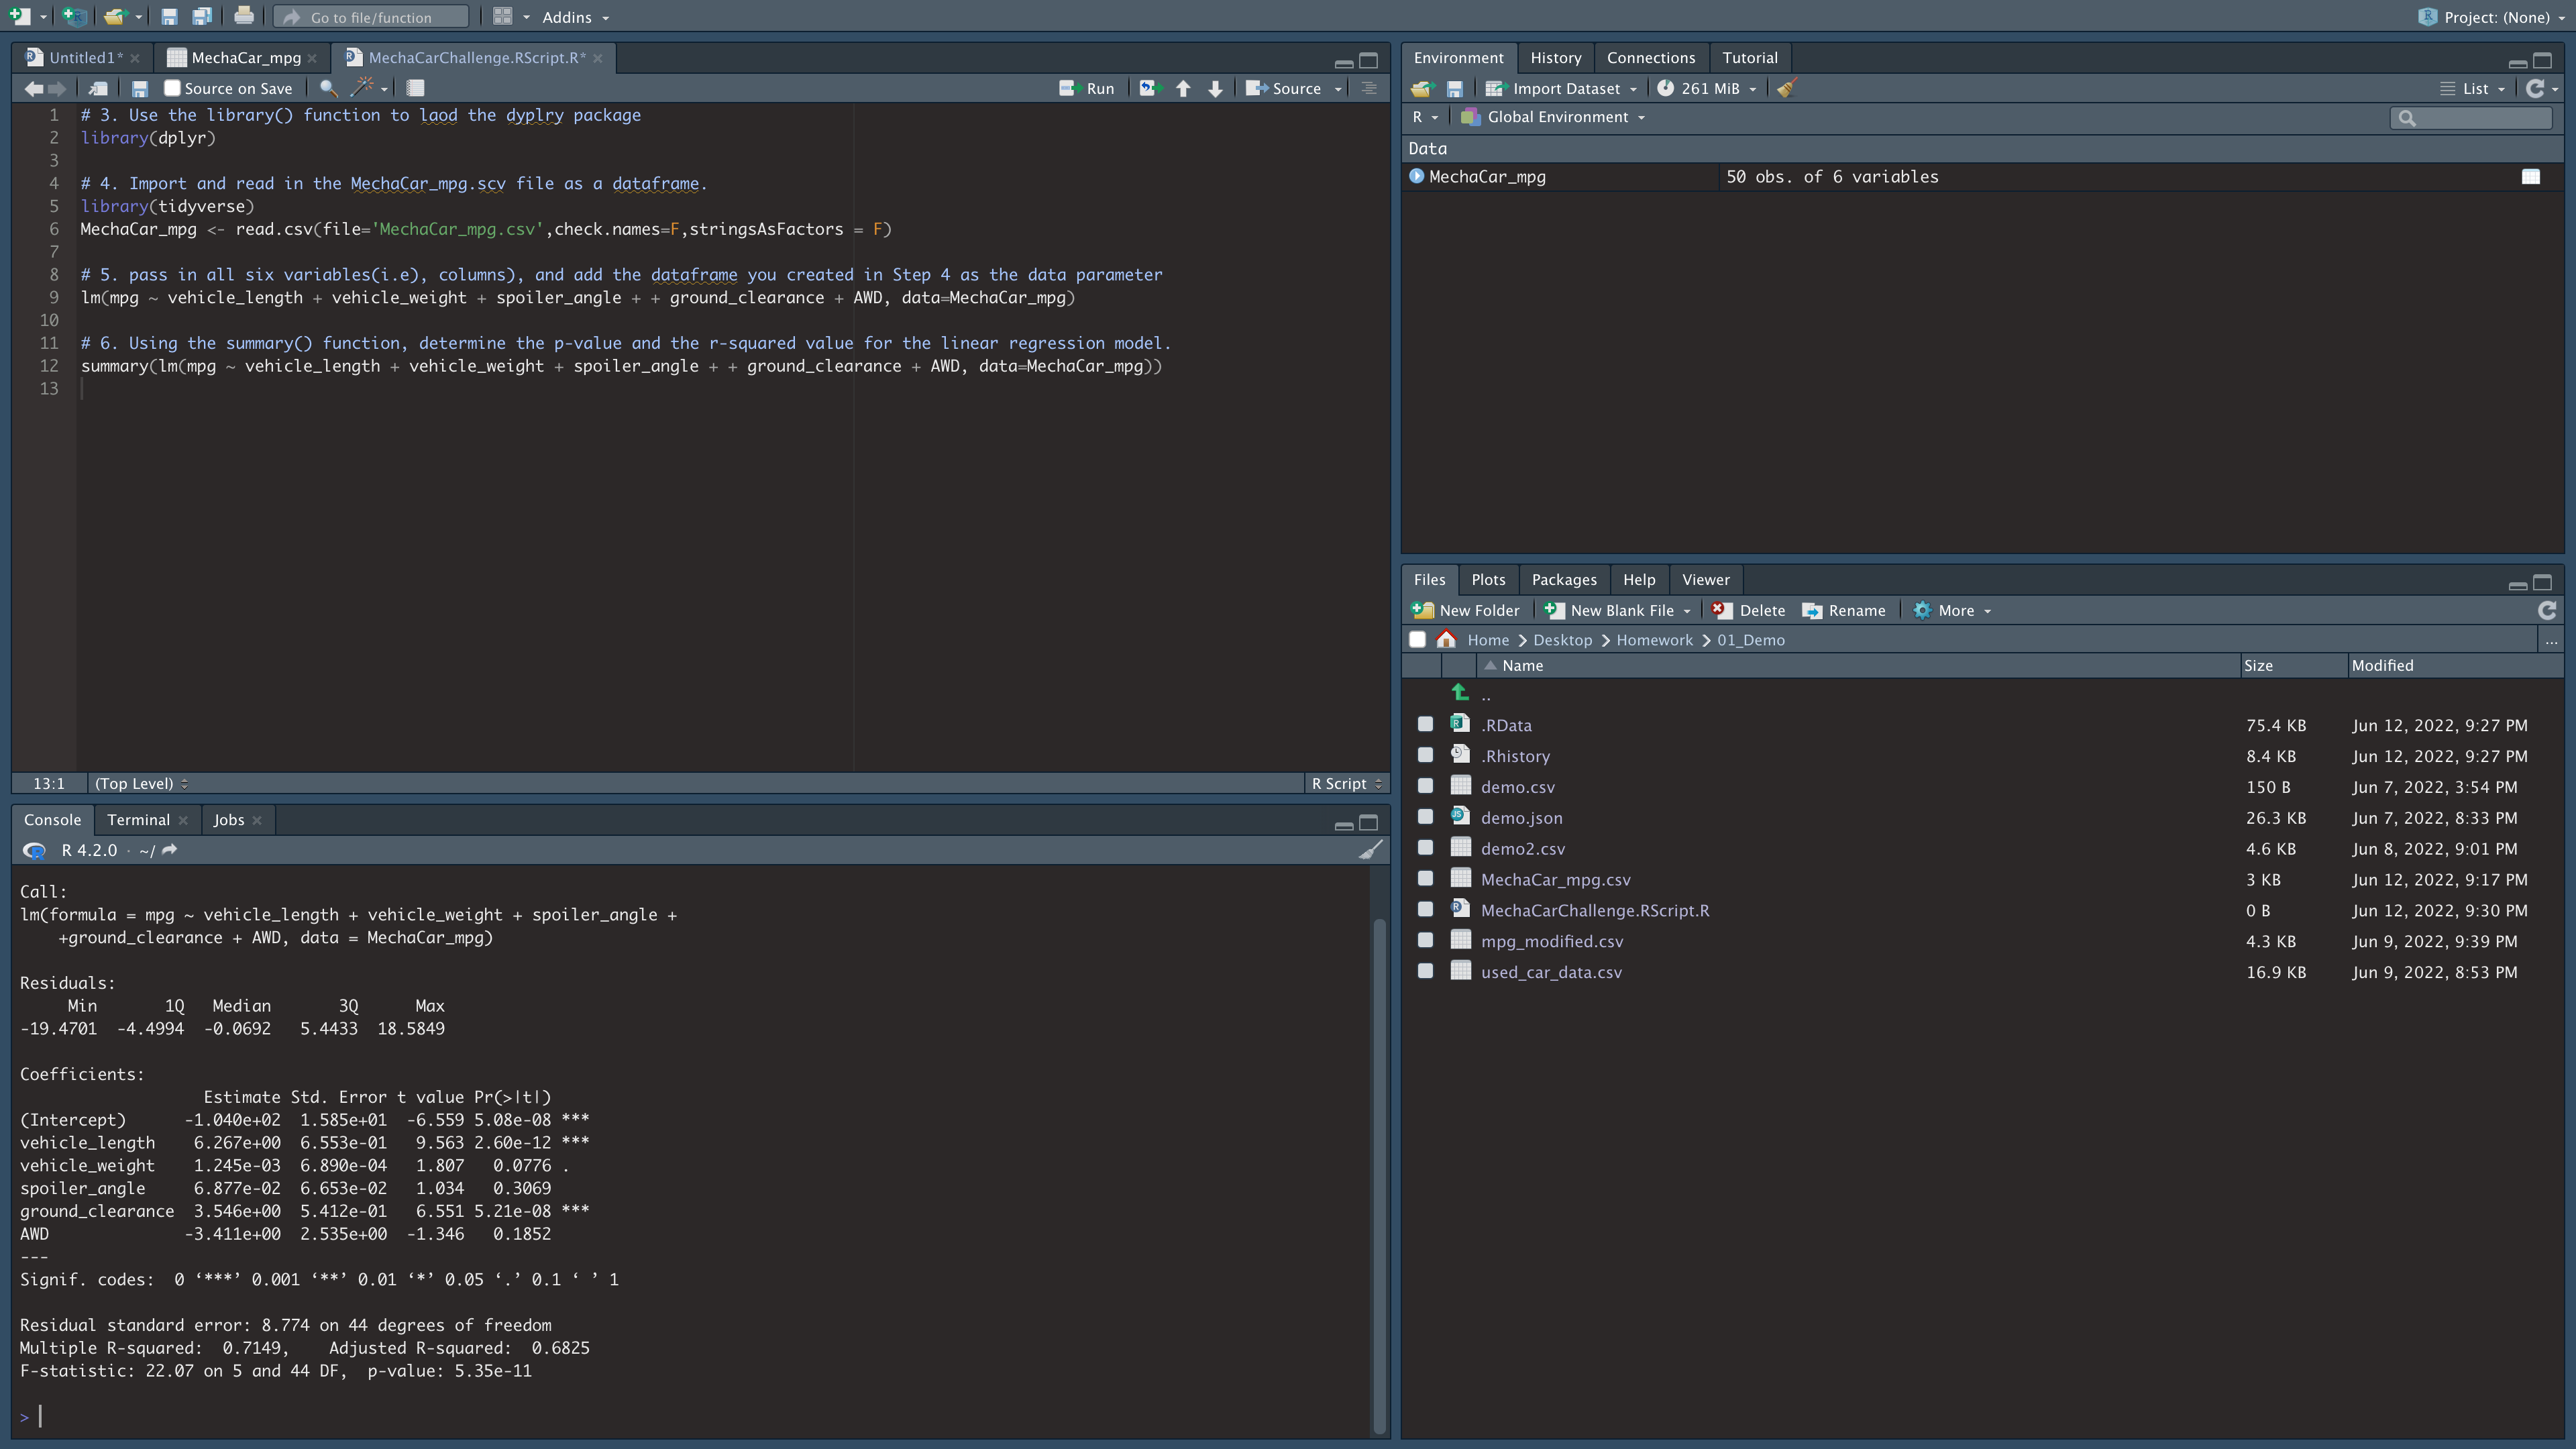 Go to file/function
Addins
Project: (None)
Untitled1*
MechaCar_mpg
MechaCarChallenge.RScript.R*
Source on Save
Run
Source
1 # 3. Use the library() function to laod the dyplry package
2 library(dplyr)
3
4 # 4. Import and read in the MechaCar_mpg.scv file as a dataframe.
5 library(tidyverse)
6 MechaCar_mpg <- read.csv(file='MechaCar_mpg.csv',check.names=F,stringsAsFactors = F)
7
8 # 5. pass in all six variables(i.e), columns), and add the dataframe you created in Step 4 as the data parameter
9 lm(mpg ~ vehicle_length + vehicle_weight + spoiler_angle + + ground_clearance + AWD, data=MechaCar_mpg)
10
11 # 6. Using the summary() function, determine the p-value and the r-squared value for the linear regression model.
12 summary(lm(mpg ~ vehicle_length + vehicle_weight + spoiler_angle + + ground_clearance + AWD, data=MechaCar_mpg))
13
13:1 (Top Level) R Script
Console Terminal Jobs
R 4.2.0 · ~/
Call:
lm(formula = mpg ~ vehicle_length + vehicle_weight + spoiler_angle +
+ground_clearance + AWD, data = MechaCar_mpg)
Residuals:
Min 1Q Median 3Q Max
-19.4701 -4.4994 -0.0692 5.4433 18.5849
Coefficients:
Estimate Std. Error t value Pr(>|t|)
(Intercept) -1.040e+02 1.585e+01 -6.559 5.08e-08 ***
vehicle_length 6.267e+00 6.553e-01 9.563 2.60e-12 ***
vehicle_weight 1.245e-03 6.890e-04 1.807 0.0776 .
spoiler_angle 6.877e-02 6.653e-02 1.034 0.3069
ground_clearance 3.546e+00 5.412e-01 6.551 5.21e-08 ***
AWD -3.411e+00 2.535e+00 -1.346 0.1852
---
Signif. codes: 0 ‘***’ 0.001 ‘**’ 0.01 ‘*’ 0.05 ‘.’ 0.1 ‘ ’ 1
Residual standard error: 8.774 on 44 degrees of freedom
Multiple R-squared: 0.7149, Adjusted R-squared: 0.6825
F-statistic: 22.07 on 5 and 44 DF, p-value: 5.35e-11
>
Environment History Connections Tutorial
Import Dataset 261 MiB List
R Global Environment
Data
MechaCar_mpg 50 obs. of 6 variables
Files Plots Packages Help Viewer
New Folder New Blank File Delete Rename More
Home Desktop Homework 01_Demo ...
Name Size Modified
..
.RData 75.4 KB Jun 12, 2022, 9:27 PM
.Rhistory 8.4 KB Jun 12, 2022, 9:27 PM
demo.csv 150 B Jun 7, 2022, 3:54 PM
demo.json 26.3 KB Jun 7, 2022, 8:33 PM
demo2.csv 4.6 KB Jun 8, 2022, 9:01 PM
MechaCar_mpg.csv 3 KB Jun 12, 2022, 9:17 PM
MechaCarChallenge.RScript.R 0 B Jun 12, 2022, 9:30 PM
mpg_modified.csv 4.3 KB Jun 9, 2022, 9:39 PM
used_car_data.csv 16.9 KB Jun 9, 2022, 8:53 PM